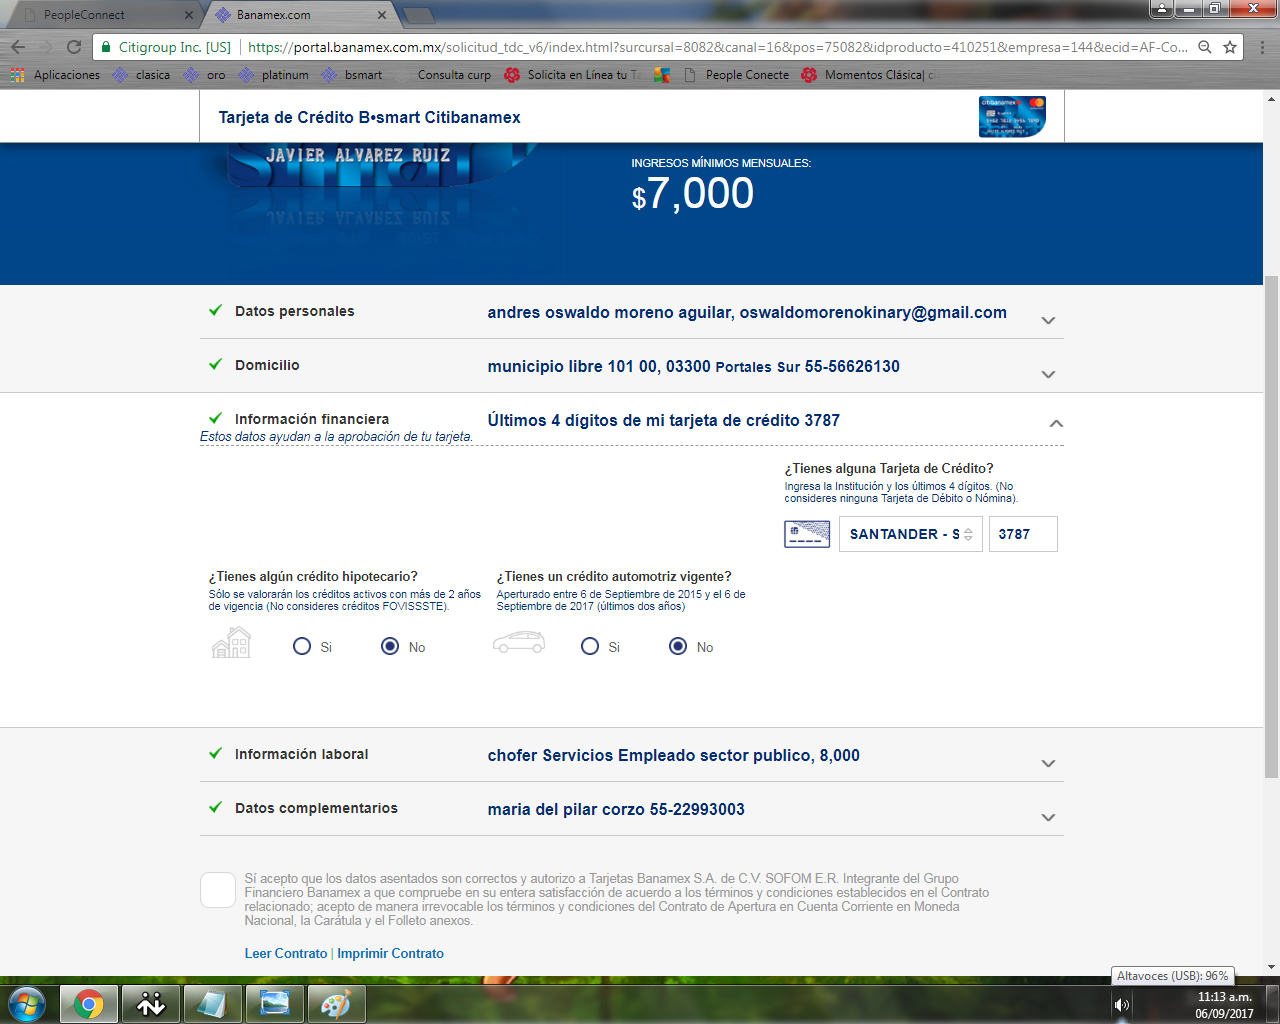 PeopleConnect
Banamex.com
Citigroup Inc. [US] | https://portal.banamex.com.mx/solicitud_tdc_v6/index.html?sursursal=8082&canal=16&pos=75082&idproducto=410251&empresa=144&ecid=AF-Co...
Aplicaciones clasica oro platinum bsmart Consulta curp Solicita en Línea tu Ta People Conecte Momentos Clásica| c
Tarjeta de Crédito B•smart Citibanamex
citibanamex
JAVIER ALVAREZ RUIZ
INGRESOS MÍNIMOS MENSUALES:
$7,000
Datos personales andres oswaldo moreno aguilar, oswaldomorenokinary@gmail.com
Domicilio municipio libre 101 00, 03300 Portales Sur 55-56626130
Información financiera Últimos 4 dígitos de mi tarjeta de crédito 3787
Estos datos ayudan a la aprobación de tu tarjeta.
¿Tienes alguna Tarjeta de Crédito?
Ingresa la Institución y los últimos 4 dígitos. (No
consideres ninguna Tarjeta de Débito o Nómina).
SANTANDER - S 3787
¿Tienes algún crédito hipotecario?
Sólo se valorarán los créditos activos con más de 2 años
de vigencia (No consideres créditos FOVISSSTE).
Si No
¿Tienes un crédito automotriz vigente?
Aperturado entre 6 de Septiembre de 2015 y el 6 de
Septiembre de 2017 (últimos dos años)
Si No
Información laboral chofer Servicios Empleado sector publico, 8,000
Datos complementarios maria del pilar corzo 55-22993003
Sí acepto que los datos asentados son correctos y autorizo a Tarjetas Banamex S.A. de C.V. SOFOM E.R. Integrante del Grupo
Financiero Banamex a que compruebe en su entera satisfacción de acuerdo a los términos y condiciones establecidos en el Contrato
relacionado; acepto de manera irrevocable los términos y condiciones del Contrato de Apertura en Cuenta Corriente en Moneda
Nacional, la Carátula y el Folleto anexos.
Leer Contrato | Imprimir Contrato
Altavoces (USB): 96%
11:13 a.m.
06/09/2017